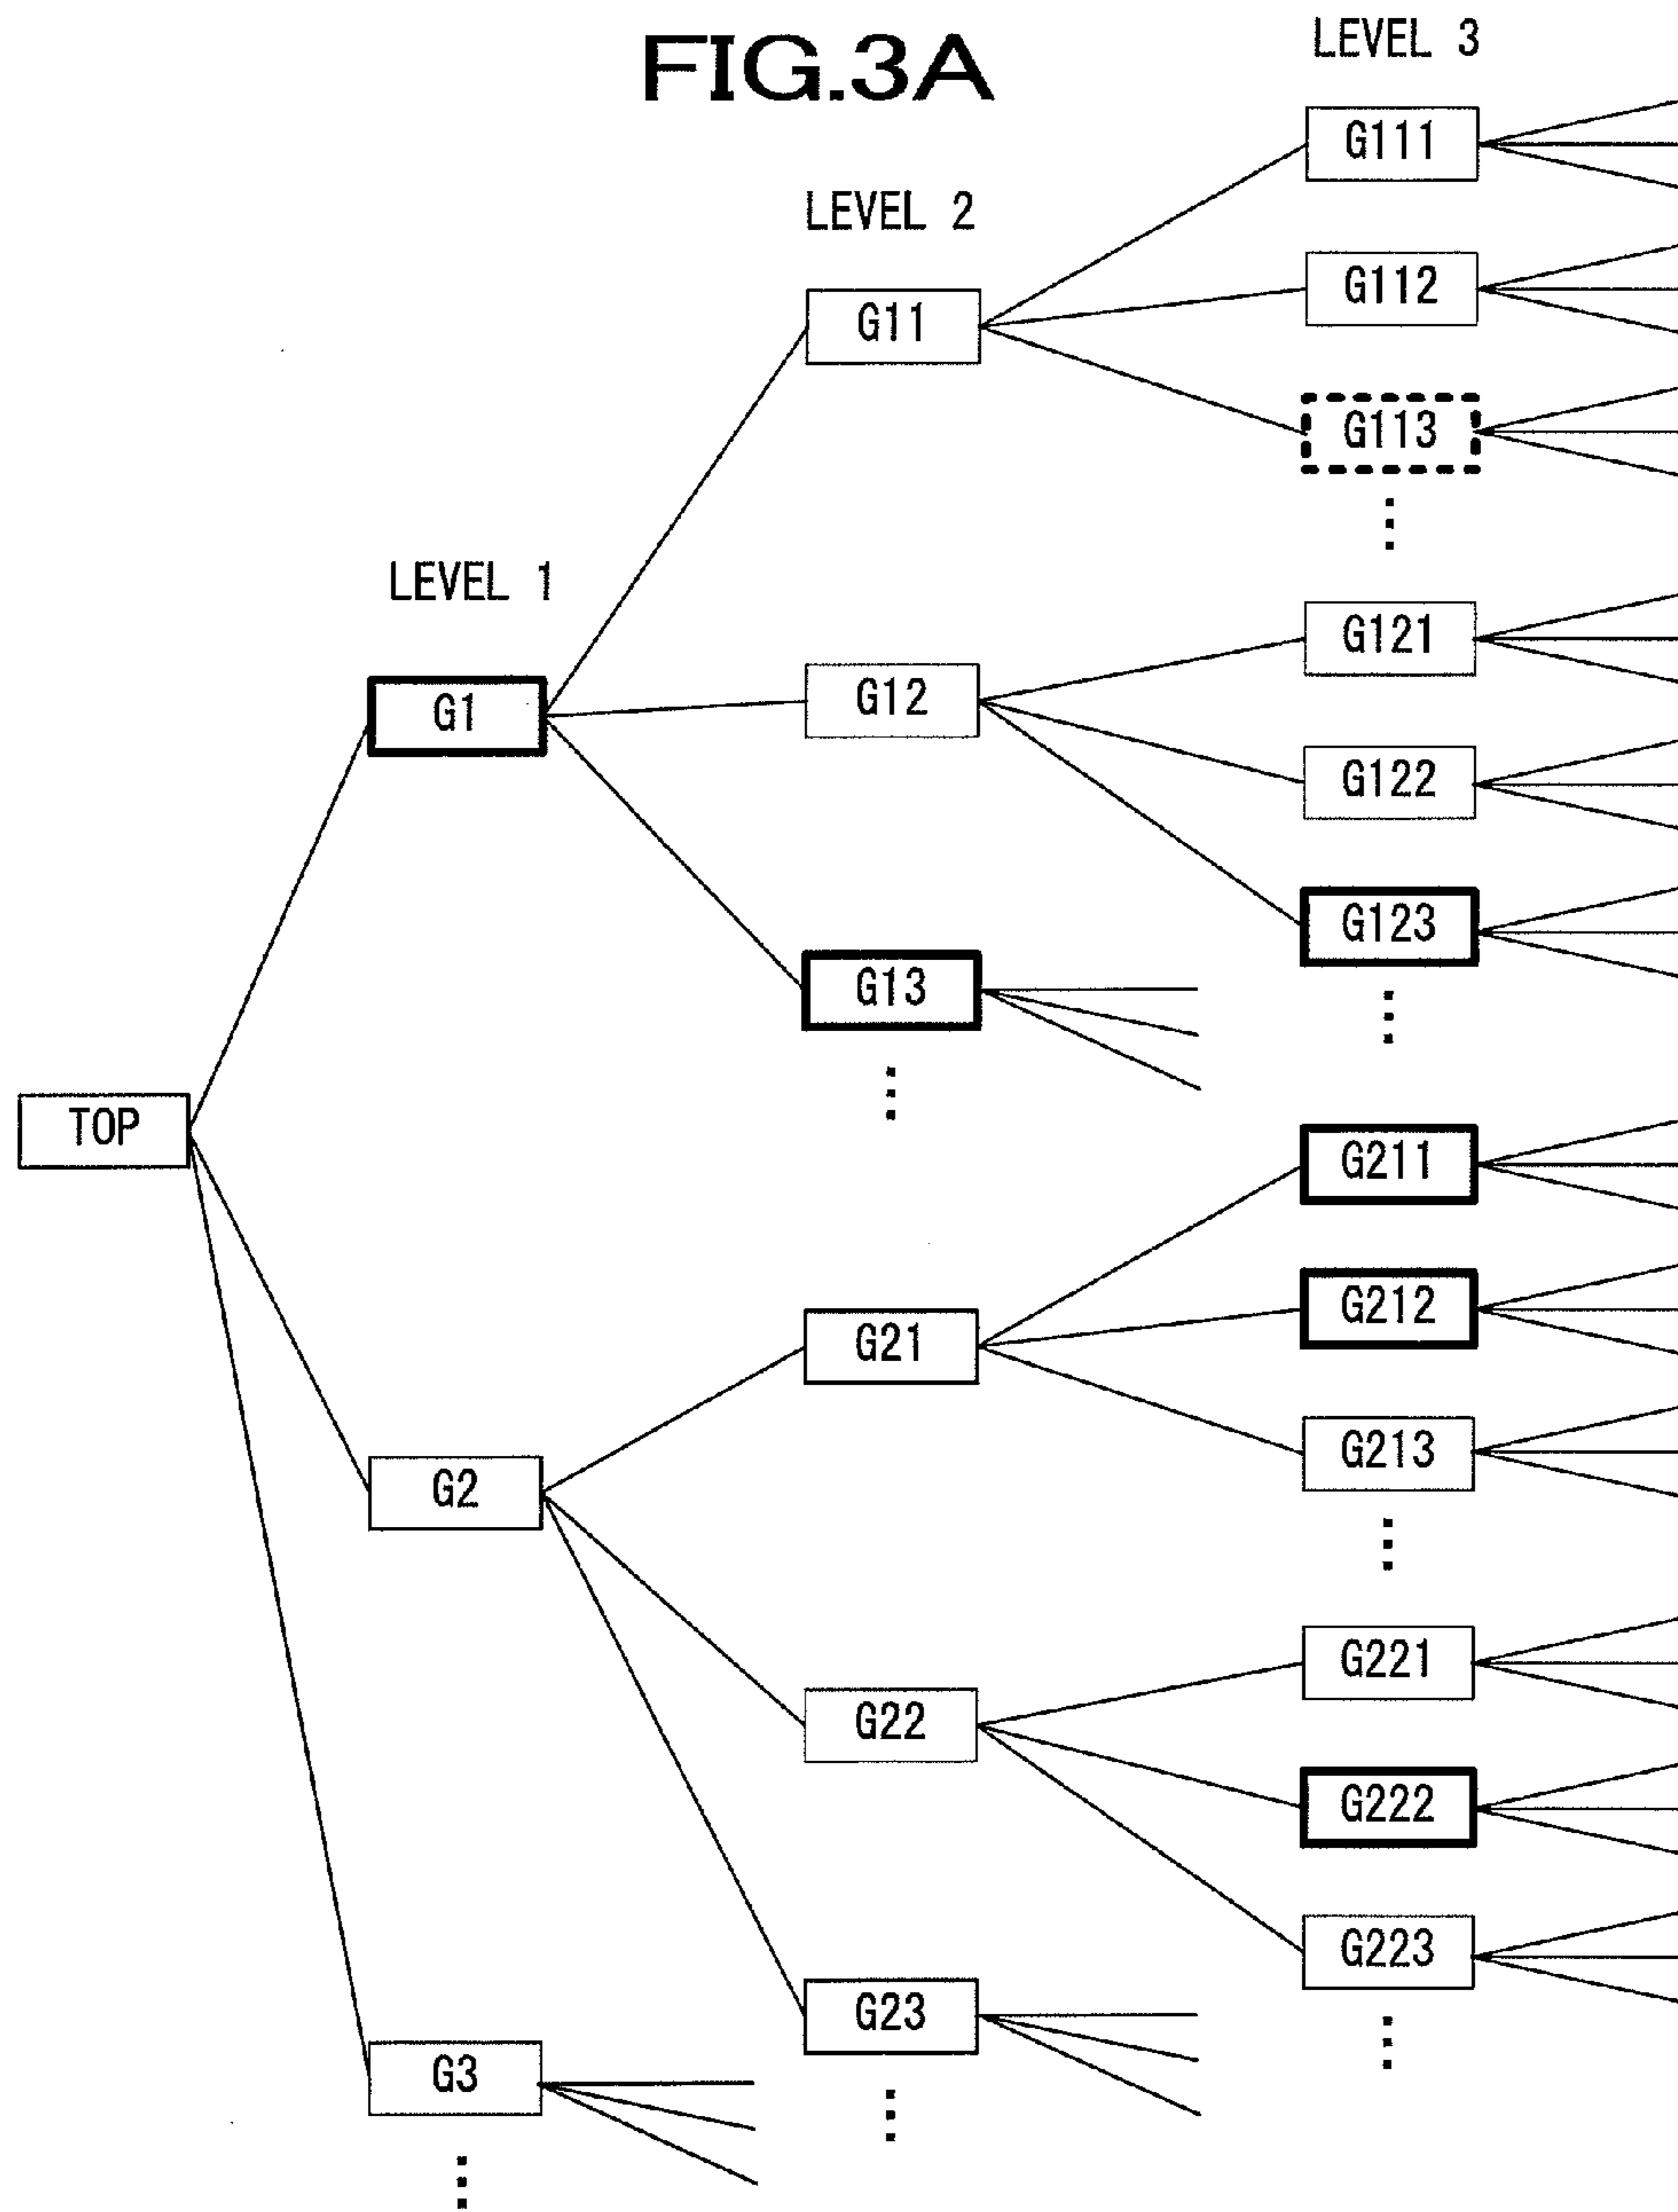 FIG.3A
LEVEL 3
G111
LEVEL 2
G112
G11
G113
LEVEL 1
G121
G1
G12
G122
G123
G13
TOP
G211
G212
G21
G213
G2
G221
G22
G222
G223
G23
G3